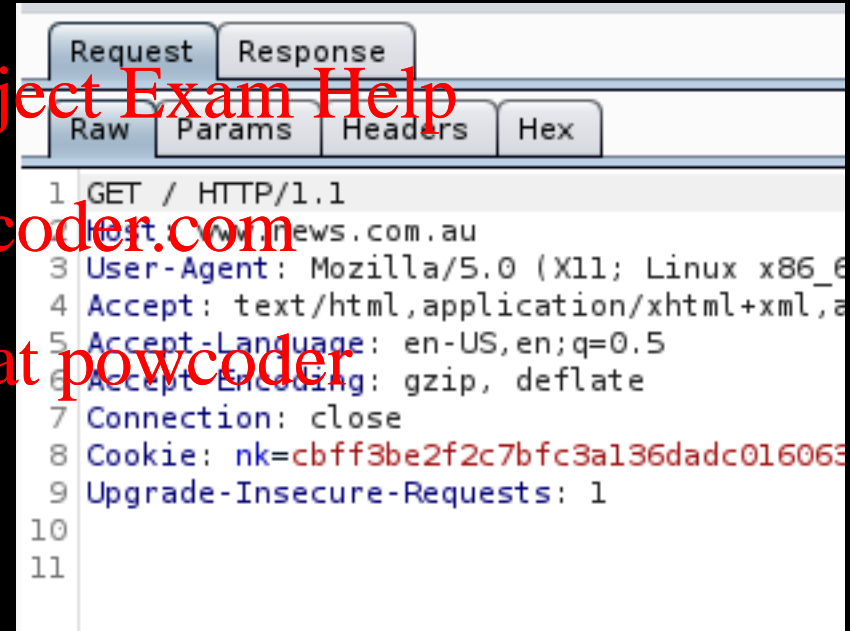 Request Response
ject Exam Help
Raw Params Headers Hex
1 GET / HTTP/1.1
coder.com
2 Host: www.news.com.au
3 User-Agent: Mozilla/5.0 (X11; Linux x86_6
4 Accept: text/html,application/xhtml+xml,a
5 Accept-Language: en-US,en;q=0.5
at powcoder
6 Accept-Encoding: gzip, deflate
7 Connection: close
8 Cookie: nk=cbff3be2f2c7bfc3a136dadc016063
9 Upgrade-Insecure-Requests: 1
10
11